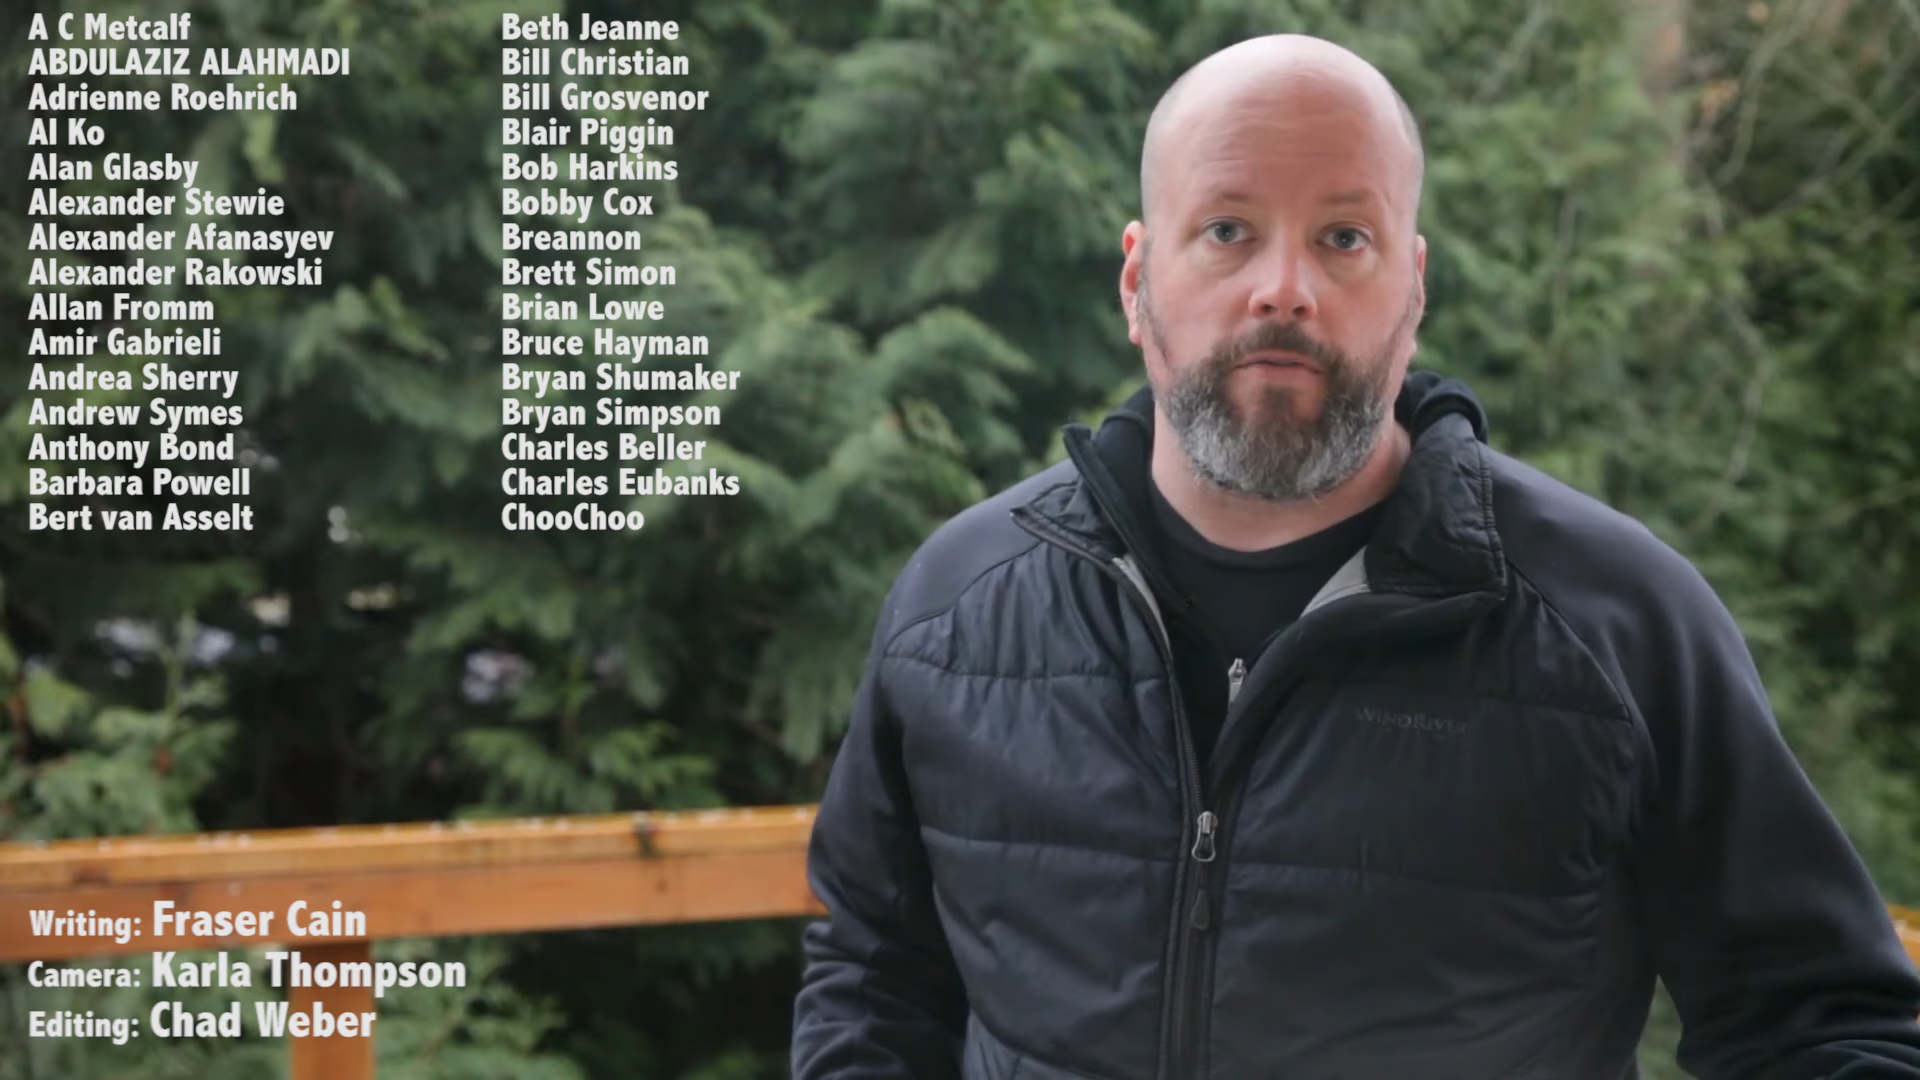 A C Metcalf
ABDULAZIZ ALAHMADI
Adrienne Roehrich
Al Ko
Alan Glasby
Alexander Stewie
Alexander Afanasyev
Alexander Rakowski
Allan Fromm
Amir Gabrieli
Andrea Sherry
Andrew Symes
Anthony Bond
Barbara Powell
Bert van Asselt
Beth Jeanne
Bill Christian
Bill Grosvenor
Blair Piggin
Bob Harkins
Bobby Cox
Breannon
Brett Simon
Brian Lowe
Bruce Hayman
Bryan Shumaker
Bryan Simpson
Charles Beller
Charles Eubanks
ChooChoo
WINDRIVER
Writing: Fraser Cain
Camera: Karla Thompson
Editing: Chad Weber